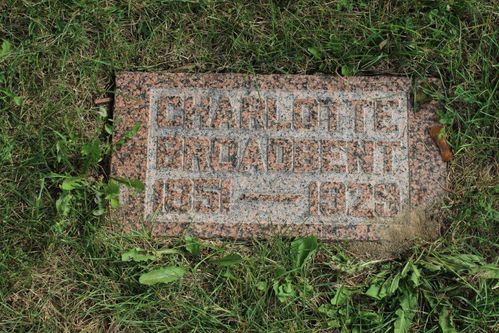 CHARLOTTE
BROADBENT
1851 — 1929